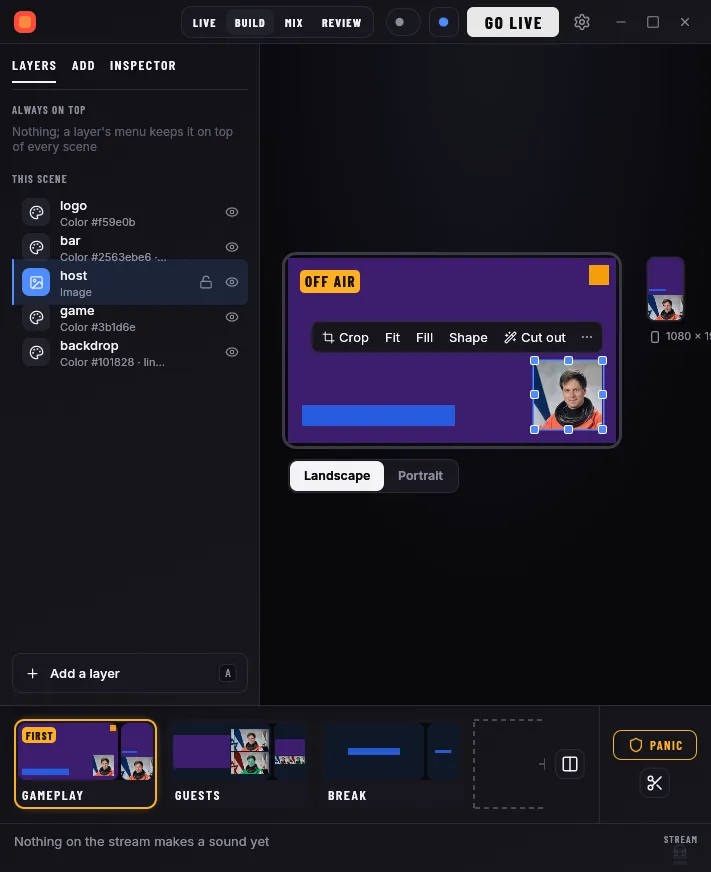 LIVE BUILD MIX REVIEW GO LIVE
LAYERS ADD INSPECTOR
ALWAYS ON TOP
Nothing; a layer's menu keeps it on top
of every scene
THIS SCENE
logo
Color #f59e0b
bar
Color #2563ebe6 ·...
host
Image
game
Color #3b1d6e
backdrop
Color #101828 · lin...
Add a layer A
OFF AIR
Crop Fit Fill Shape Cut out ···
1080 × 19
Landscape Portrait
FIRST
GAMEPLAY
GUESTS
BREAK
PANIC
Nothing on the stream makes a sound yet
STREAM